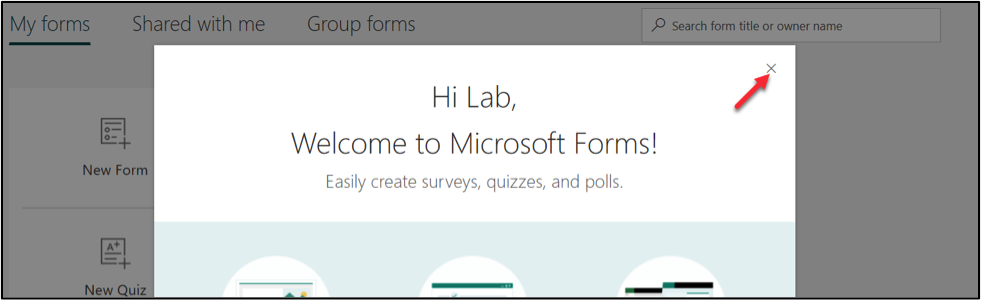 My forms
Shared with me
Group forms
Search form title or owner name
Hi Lab,
Welcome to Microsoft Forms!
Easily create surveys, quizzes, and polls.
New Form
A+
New Quiz